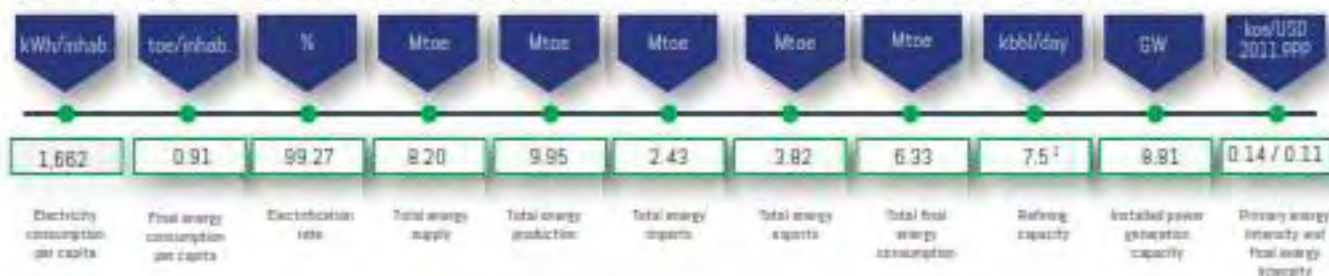 kWh/inhab.
toe/inhab.
%
Mtoe
Mtoe
Mtoe
Mtoe
Mtoe
kbbl/day
GW
koe/USD
2011 PPP
1,662
0.91
99.27
8.20
9.95
2.43
3.82
6.33
7.5
8.81
0.14 / 0.11
Electricity
consumption
per capita
Final energy
consumption
per capita
Electrification
rate
Total energy
supply
Total energy
production
Total energy
imports
Total energy
exports
Total final
energy
consumption
Refining
capacity
Installed power
generation
capacity
Primary energy
intensity and
final energy
intensity